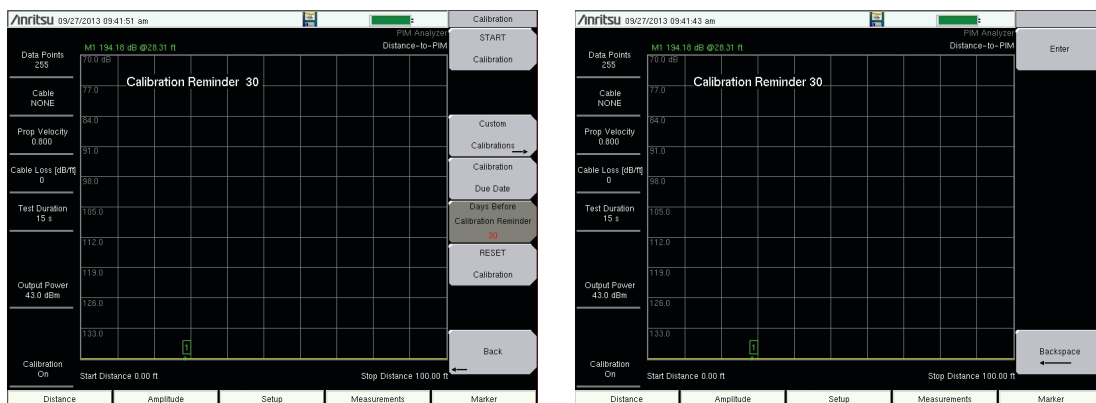 Anritsu 09/27/2013 09:41:51 am
Calibration
PIM Analyzer
Distance-to-PIM
M1 194.18 dB @28.31 ft
Data Points
255
Cable
NONE
Prop Velocity
0.800
Cable Loss [dB/ft]
0
Test Duration
15 s
Output Power
43.0 dBm
Calibration
On
70.0 dB
Calibration Reminder 30
77.0
84.0
91.0
98.0
105.0
112.0
119.0
126.0
133.0
1
Start Distance 0.00 ft
Stop Distance 100.00 ft
START
Calibration
Custom
Calibrations
Calibration
Due Date
Days Before
Calibration Reminder
30
RESET
Calibration
Back
Distance
Amplitude
Setup
Measurements
Marker
Anritsu 09/27/2013 09:41:43 am
PIM Analy
Distance-to-PIM
M1 194.18 dB @28.31 ft
Data Points
255
Cable
NONE
Prop Velocity
0.800
Cable Loss [dB/ft]
0
Test Duration
15 s
Output Power
43.0 dBm
Calibration
On
70.0 dB
Calibration Reminder 30
77.0
84.0
91.0
98.0
105.0
112.0
119.0
126.0
133.0
1
Start Distance 0.00 ft
Stop Distance 100.00 ft
Enter
Backspace
Distance
Amplitude
Setup
Measurements
Marker